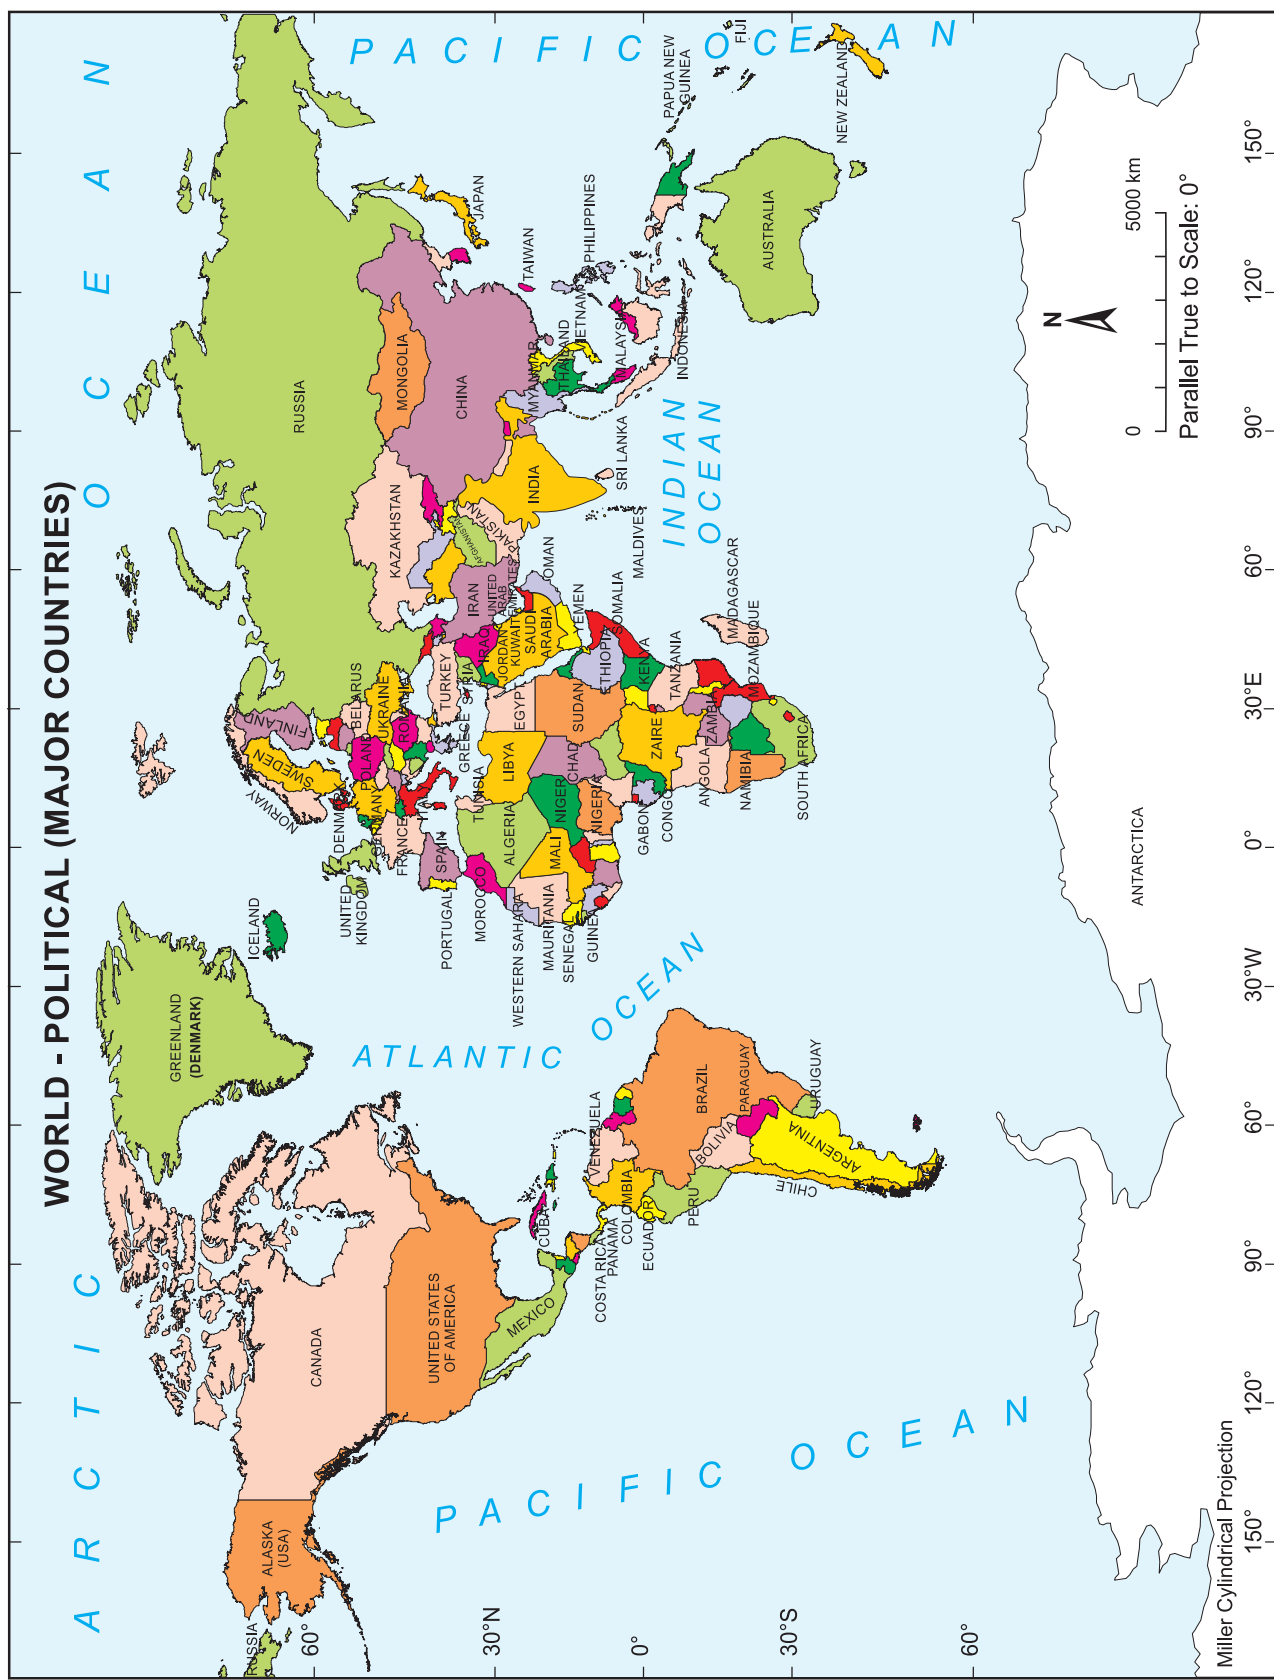 WORLD - POLITICAL (MAJOR COUNTRIES)
ARCTIC OCEAN
RUSSIA
ALASKA
(USA)
CANADA
GREENLAND
(DENMARK)
ICELAND
UNITED STATES
OF AMERICA
MEXICO
CUBA
COSTA RICA
PANAMA
VENEZUELA
COLOMBIA
ECUADOR
PERU
BRAZIL
BOLIVIA
PARAGUAY
URUGUAY
ARGENTINA
CHILE
PACIFIC OCEAN
ATLANTIC
OCEAN
NORWAY
SWEDEN
FINLAND
UNITED
KINGDOM
DENMARK
GERMANY
POLAND
BELARUS
UKRAINE
ROMANIA
FRANCE
ITALY
SPAIN
PORTUGAL
GREECE
TURKEY
SYRIA
RUSSIA
KAZAKHSTAN
MONGOLIA
CHINA
JAPAN
TAIWAN
IRAN
IRAQ
JORDAN
KUWAIT
UNITED
ARAB
EMIRATES
SAUDI
ARABIA
OMAN
YEMEN
AFGHANISTAN
PAKISTAN
INDIA
SRI LANKA
MALDIVES
MYANMAR
THAILAND
VIETNAM
PHILIPPINES
MALAYSIA
INDONESIA
PAPUA NEW
GUINEA
FIJI
AUSTRALIA
NEW ZEALAND
MOROCCO
TUNISIA
ALGERIA
LIBYA
EGYPT
WESTERN SAHARA
MAURITANIA
MALI
NIGER
CHAD
SUDAN
SENEGAL
GUINEA
NIGERIA
ETHIOPIA
SOMALIA
KENYA
GABON
CONGO
ZAIRE
TANZANIA
ANGOLA
ZAMBIA
MOZAMBIQUE
MADAGASCAR
NAMIBIA
SOUTH AFRICA
INDIAN
OCEAN
PACIFIC OCEAN
ANTARCTICA
60°
30°N
0°
30°S
60°
150°
120°
90°
60°
30°W
0°
30°E
60°
90°
120°
150°
N
0
5000 km
Parallel True to Scale: 0°
Miller Cylindrical Projection